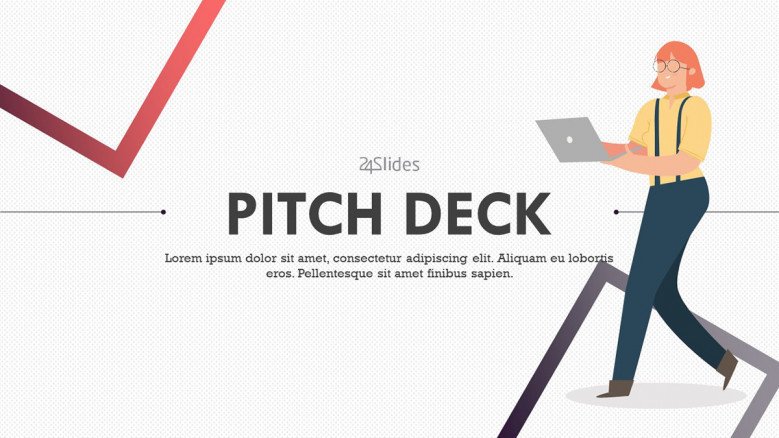 24Slides
PITCH DECK
Lorem ipsum dolor sit amet, consectetur adipiscing elit. Aliquam eu lobortis
eros. Pellentesque sit amet finibus sapien.